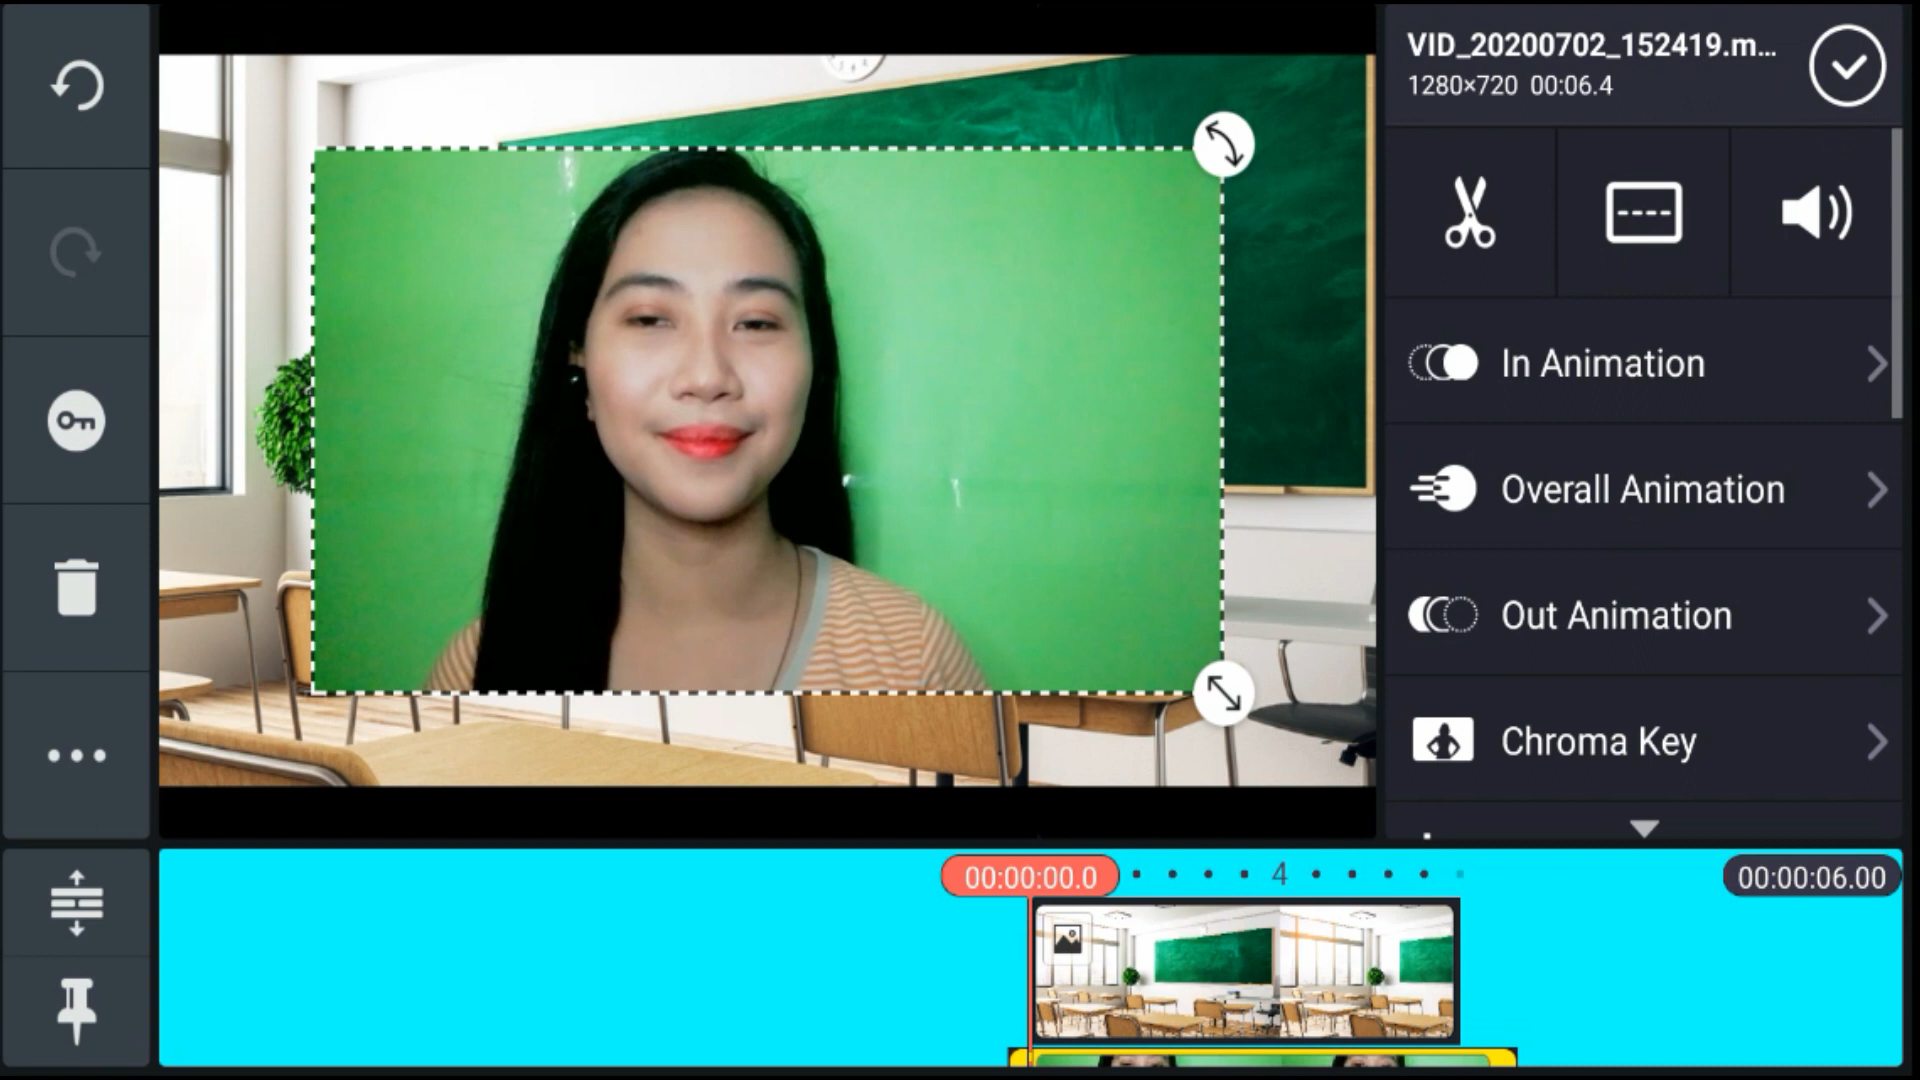 VID_20200702_152419.m...
1280×720 00:06.4
In Animation
Overall Animation
Out Animation
Chroma Key
00:00:00.0
4
00:00:06.00